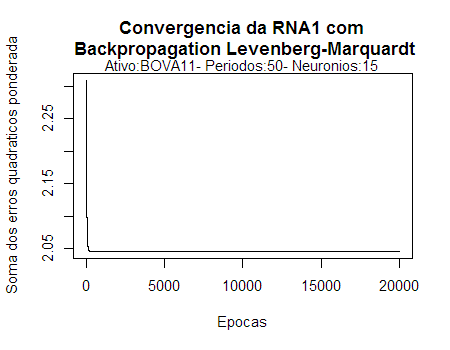 Convergencia da RNA1 com
Backpropagation Levenberg-Marquardt
Ativo:BOVA11- Periodos:50- Neuronios:15
Soma dos erros quadraticos ponderada
2.25
2.15
2.05
0 5000 10000 15000 20000
Epocas